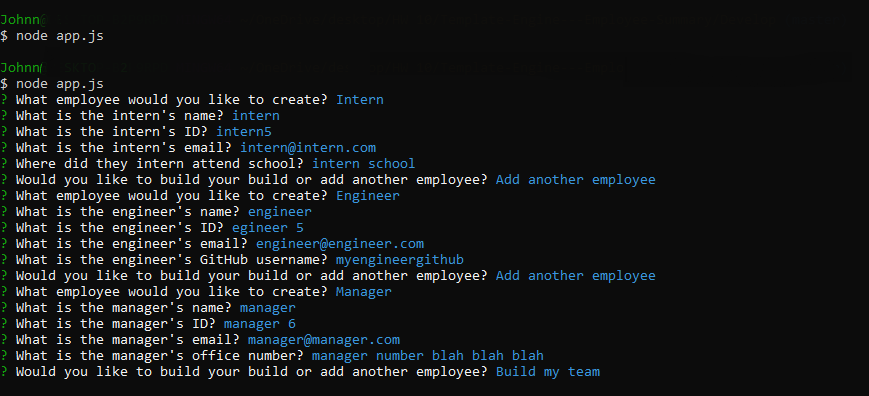 Johnn
$ node app.js
Johnn
$ node app.js
? What employee would you like to create? Intern
? What is the intern's name? intern
? What is the intern's ID? intern5
? What is the intern's email? intern@intern.com
? Where did they intern attend school? intern school
? Would you like to build your build or add another employee? Add another employee
? What employee would you like to create? Engineer
? What is the engineer's name? engineer
? What is the engineer's ID? egineer 5
? What is the engineer's email? engineer@engineer.com
? What is the engineer's GitHub username? myengineergithub
? Would you like to build your build or add another employee? Add another employee
? What employee would you like to create? Manager
? What is the manager's name? manager
? What is the manager's ID? manager 6
? What is the manager's email? manager@manager.com
? What is the manager's office number? manager number blah blah blah
? Would you like to build your build or add another employee? Build my team